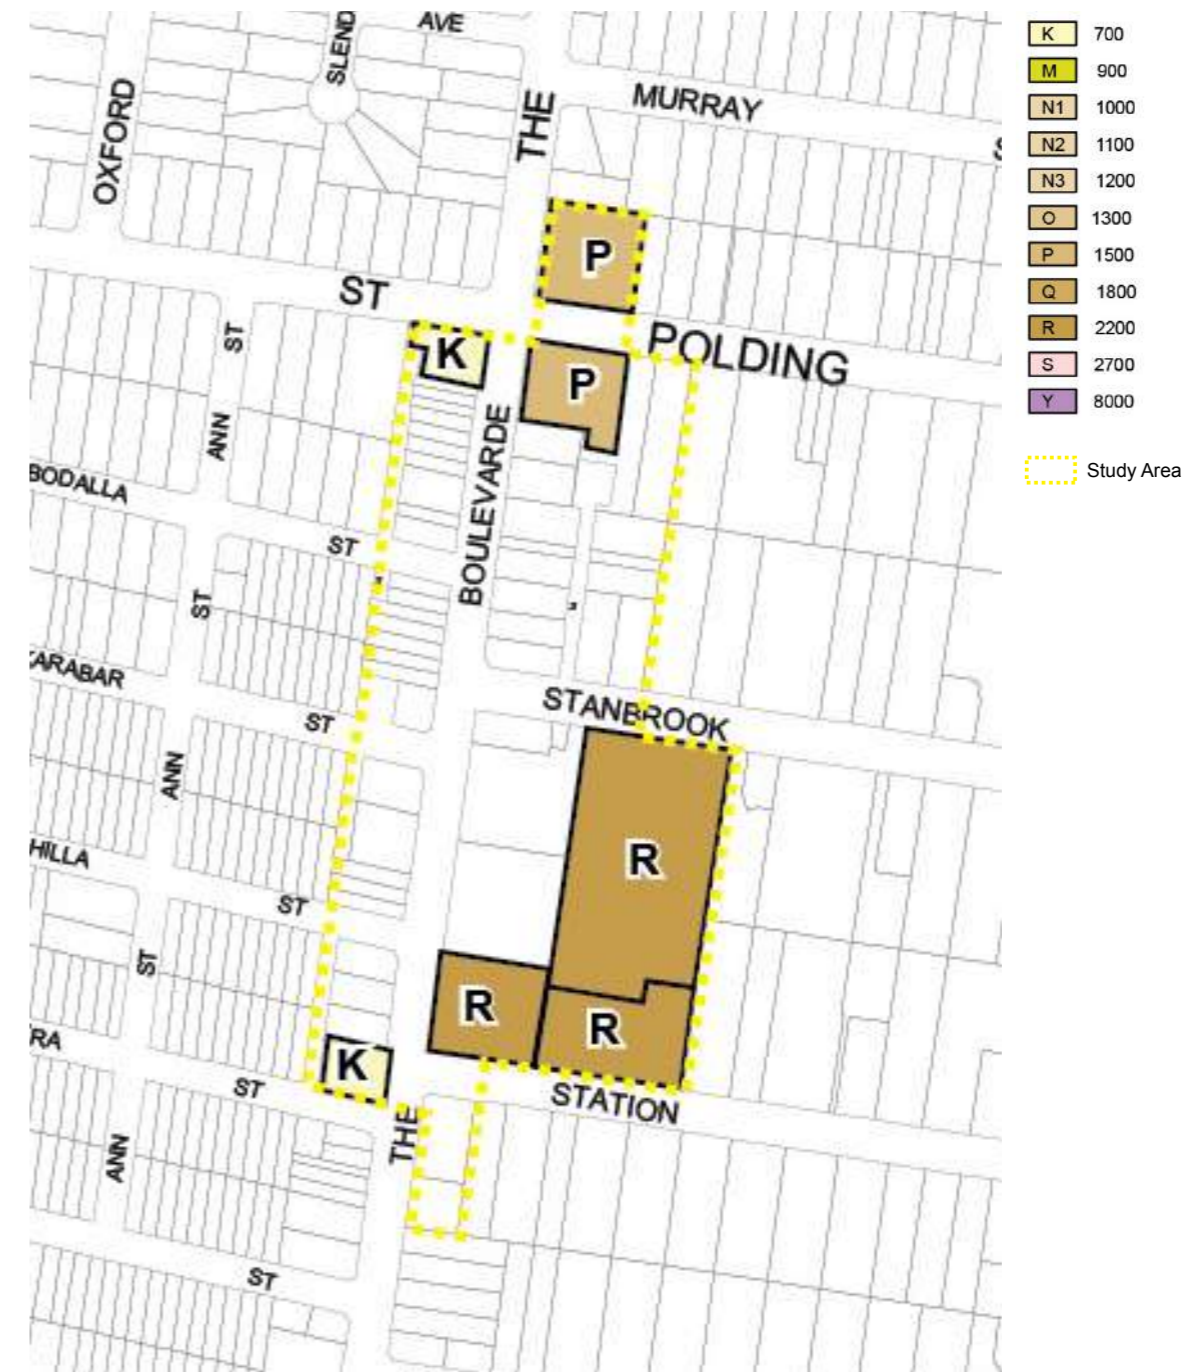 AVE
SLEND
THE
OXFORD
MURRAY
S
P
ST
POLDING
K
P
ST
ANN
BOULEVARDE
BODALLA
ST
ST
KARABAR
STANBROOK
ST
ANN
R
HILLA
ST
ST
R
R
RA
K
ST
STATION
THE
ANN
ST
K 700
M 900
N1 1000
N2 1100
N3 1200
O 1300
P 1500
Q 1800
R 2200
S 2700
Y 8000
Study Area